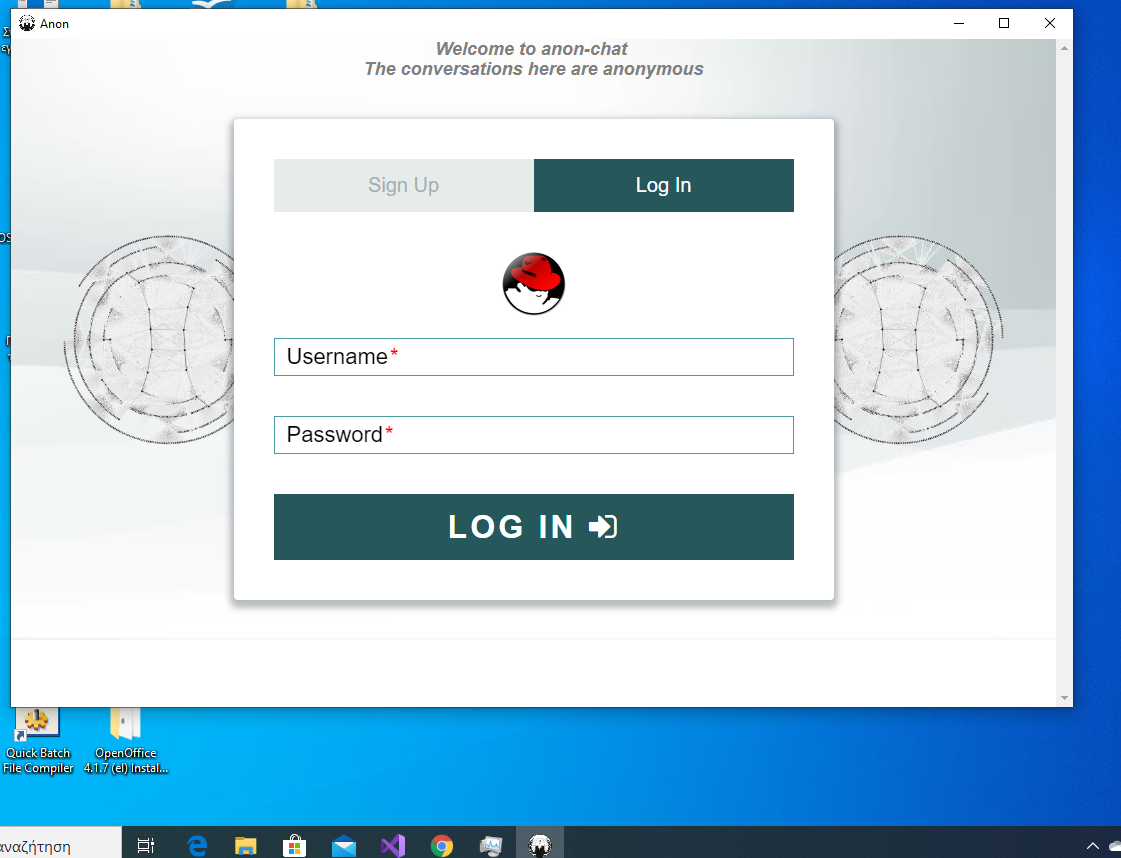 Anon
Welcome to anon-chat
The conversations here are anonymous
Sign Up
Log In
Username*
Password*
LOG IN
Quick Batch
File Compiler
OpenOffice
4.1.7 (el) Instal...
ναζήτηση